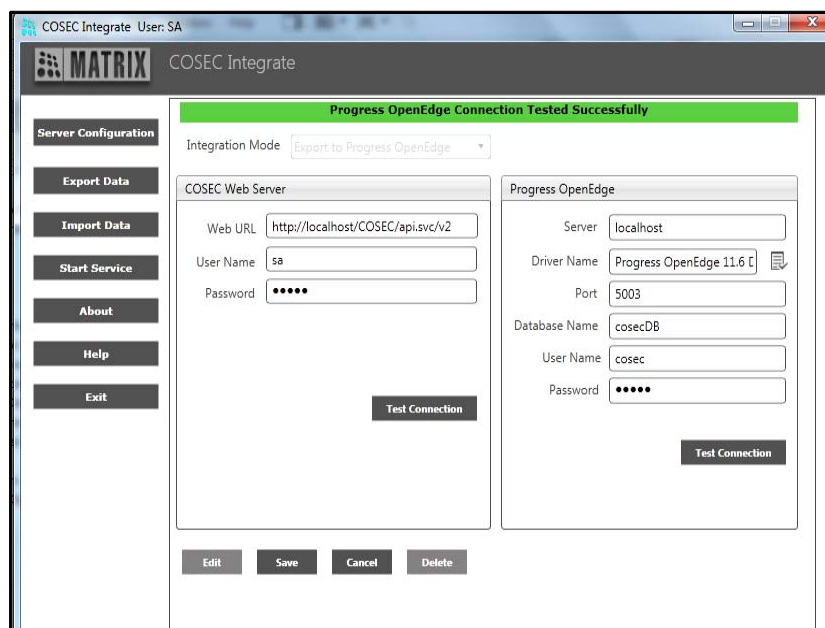 COSEC Integrate User: SA
MATRIX
COSEC Integrate
Server Configuration
Export Data
Import Data
Start Service
About
Help
Exit
Progress OpenEdge Connection Tested Successfully
Integration Mode Export to Progress OpenEdge
COSEC Web Server
Web URL http://localhost/COSEC/api.svc/v2
User Name sa
Password •••••
Test Connection
Progress OpenEdge
Server localhost
Driver Name Progress OpenEdge 11.6 D
Port 5003
Database Name cosecDB
User Name cosec
Password •••••
Test Connection
Edit Save Cancel Delete